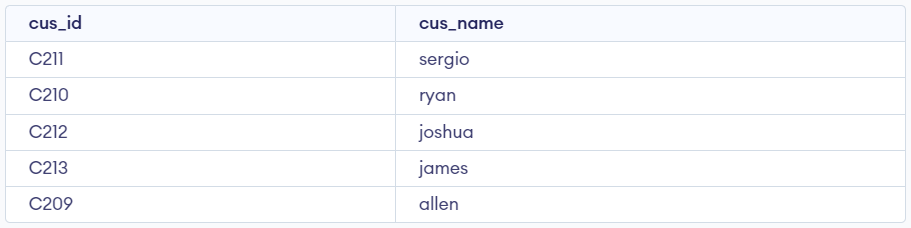 cus_id cus_name
C211 sergio
C210 ryan
C212 joshua
C213 james
C209 allen